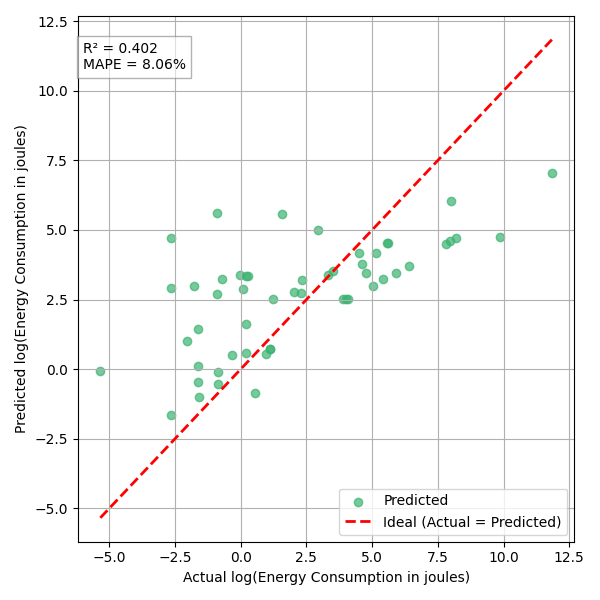 R² = 0.402
MAPE = 8.06%
12.5
10.0
7.5
5.0
2.5
0.0
−2.5
−5.0
Predicted log(Energy Consumption in joules)
Predicted
Ideal (Actual = Predicted)
−5.0 −2.5 0.0 2.5 5.0 7.5 10.0 12.5
Actual log(Energy Consumption in joules)